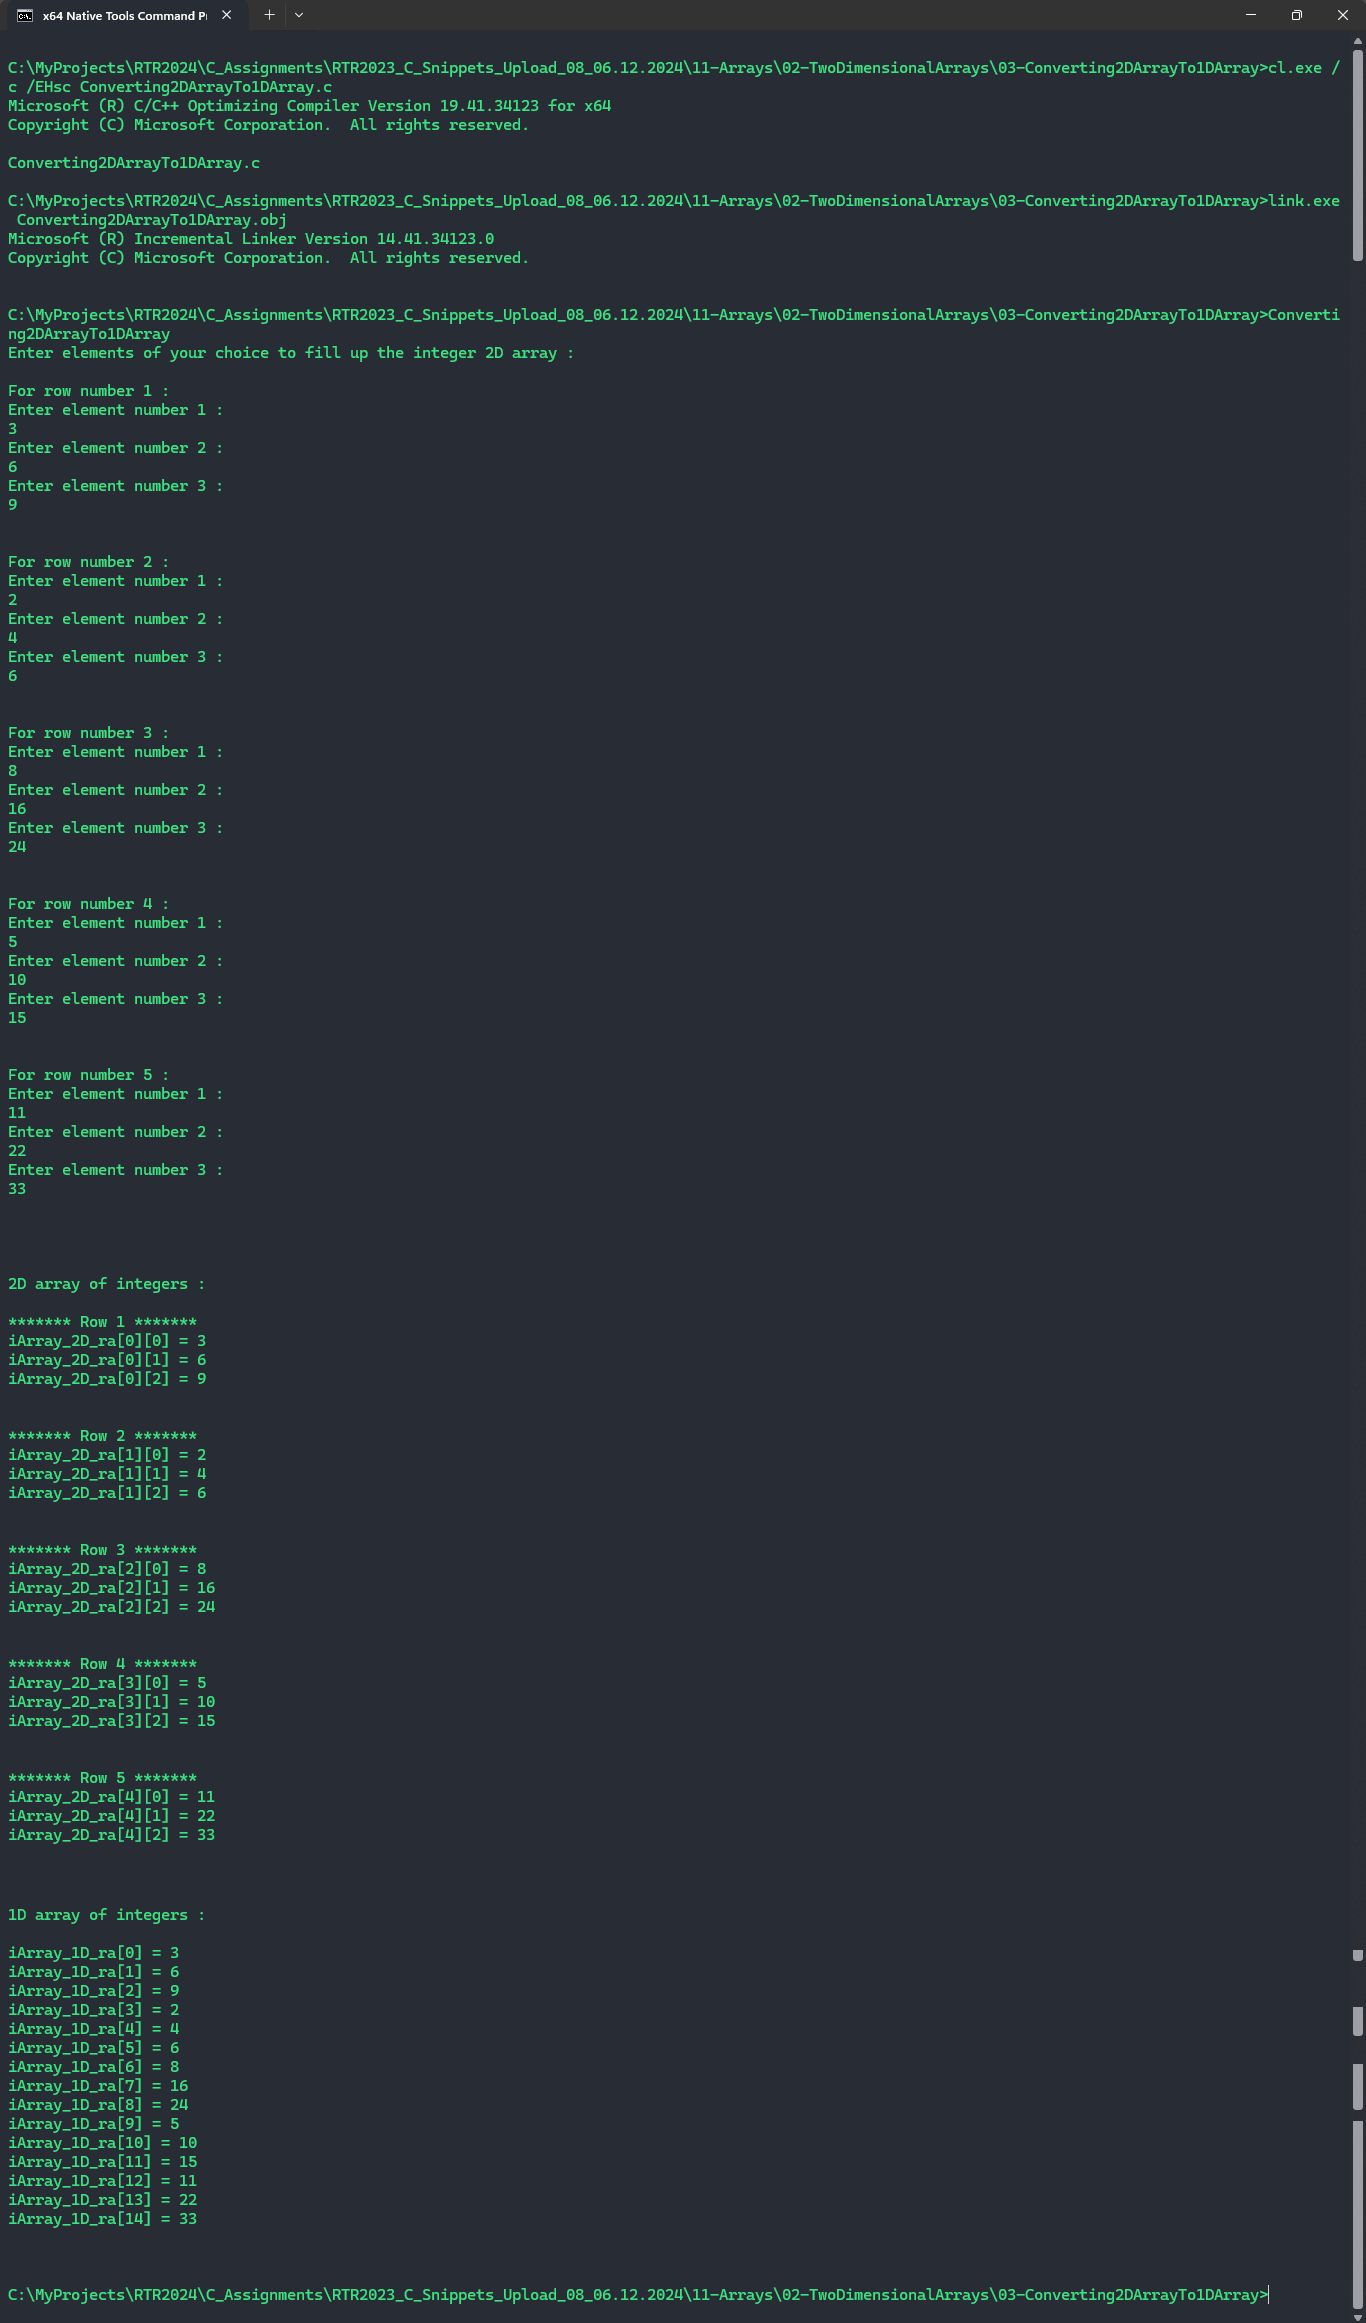 x64 Native Tools Command Pr
C:\MyProjects\RTR2024\C_Assignments\RTR2023_C_Snippets_Upload_08_06.12.2024\11-Arrays\02-TwoDimensionalArrays\03-Converting2DArrayTo1DArray>cl.exe /
c /EHsc Converting2DArrayTo1DArray.c
Microsoft (R) C/C++ Optimizing Compiler Version 19.41.34123 for x64
Copyright (C) Microsoft Corporation.  All rights reserved.
Converting2DArrayTo1DArray.c
C:\MyProjects\RTR2024\C_Assignments\RTR2023_C_Snippets_Upload_08_06.12.2024\11-Arrays\02-TwoDimensionalArrays\03-Converting2DArrayTo1DArray>link.exe
 Converting2DArrayTo1DArray.obj
Microsoft (R) Incremental Linker Version 14.41.34123.0
Copyright (C) Microsoft Corporation.  All rights reserved.
C:\MyProjects\RTR2024\C_Assignments\RTR2023_C_Snippets_Upload_08_06.12.2024\11-Arrays\02-TwoDimensionalArrays\03-Converting2DArrayTo1DArray>Converti
ng2DArrayTo1DArray
Enter elements of your choice to fill up the integer 2D array :
For row number 1 :
Enter element number 1 :
3
Enter element number 2 :
6
Enter element number 3 :
9
For row number 2 :
Enter element number 1 :
2
Enter element number 2 :
4
Enter element number 3 :
6
For row number 3 :
Enter element number 1 :
8
Enter element number 2 :
16
Enter element number 3 :
24
For row number 4 :
Enter element number 1 :
5
Enter element number 2 :
10
Enter element number 3 :
15
For row number 5 :
Enter element number 1 :
11
Enter element number 2 :
22
Enter element number 3 :
33
2D array of integers :
******* Row 1 *******
iArray_2D_ra[0][0] = 3
iArray_2D_ra[0][1] = 6
iArray_2D_ra[0][2] = 9
******* Row 2 *******
iArray_2D_ra[1][0] = 2
iArray_2D_ra[1][1] = 4
iArray_2D_ra[1][2] = 6
******* Row 3 *******
iArray_2D_ra[2][0] = 8
iArray_2D_ra[2][1] = 16
iArray_2D_ra[2][2] = 24
******* Row 4 *******
iArray_2D_ra[3][0] = 5
iArray_2D_ra[3][1] = 10
iArray_2D_ra[3][2] = 15
******* Row 5 *******
iArray_2D_ra[4][0] = 11
iArray_2D_ra[4][1] = 22
iArray_2D_ra[4][2] = 33
1D array of integers :
iArray_1D_ra[0] = 3
iArray_1D_ra[1] = 6
iArray_1D_ra[2] = 9
iArray_1D_ra[3] = 2
iArray_1D_ra[4] = 4
iArray_1D_ra[5] = 6
iArray_1D_ra[6] = 8
iArray_1D_ra[7] = 16
iArray_1D_ra[8] = 24
iArray_1D_ra[9] = 5
iArray_1D_ra[10] = 10
iArray_1D_ra[11] = 15
iArray_1D_ra[12] = 11
iArray_1D_ra[13] = 22
iArray_1D_ra[14] = 33
C:\MyProjects\RTR2024\C_Assignments\RTR2023_C_Snippets_Upload_08_06.12.2024\11-Arrays\02-TwoDimensionalArrays\03-Converting2DArrayTo1DArray>